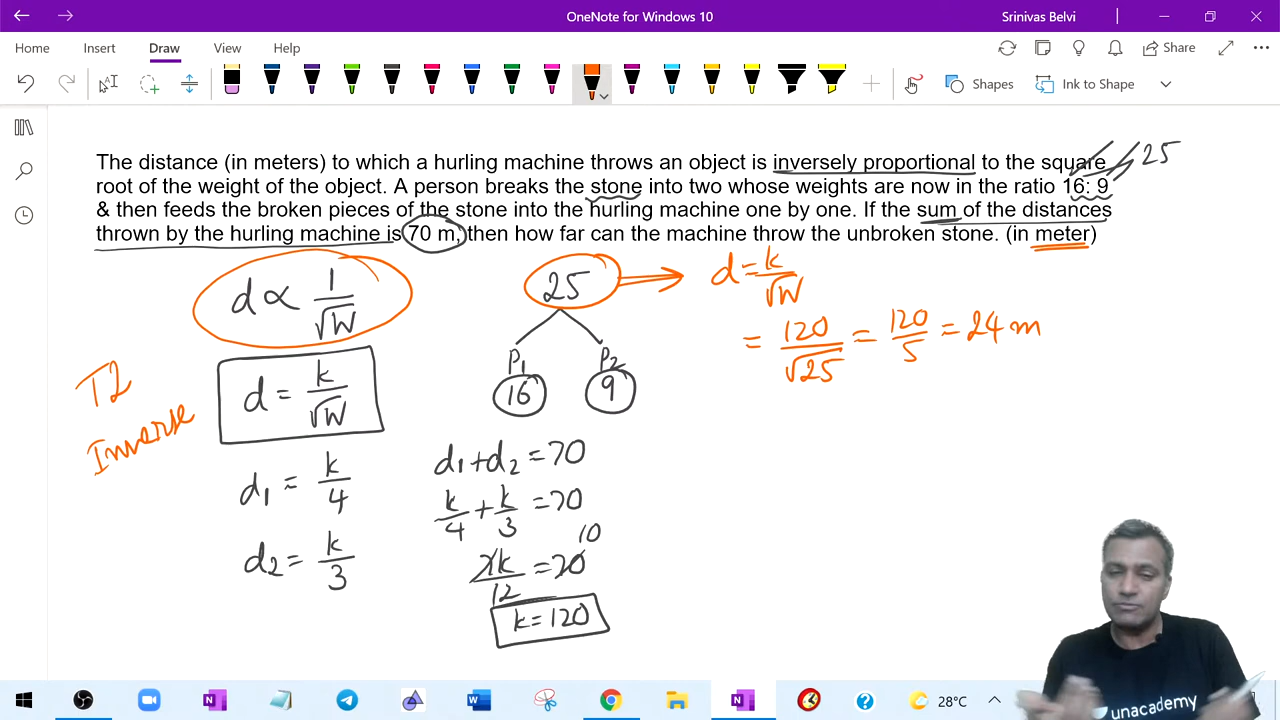 OneNote for Windows 10
Srinivas Belvi
Home Insert Draw View Help
Share
Shapes
Ink to Shape
The distance (in meters) to which a hurling machine throws an object is inversely proportional to the square
root of the weight of the object. A person breaks the stone into two whose weights are now in the ratio 16: 9
& then feeds the broken pieces of the stone into the hurling machine one by one. If the sum of the distances
thrown by the hurling machine is 70 m, then how far can the machine throw the unbroken stone. (in meter)
25
d ∝ 1/√W
25
P1 P2
16 9
d = k/√W
= 120/√25 = 120/5 = 24 m
T2
Inverse
d = k/√W
d1 = k/4
d2 = k/3
d1 + d2 = 70
k/4 + k/3 = 70
10
7k/12 = 70
k = 120
unacademy
28°C